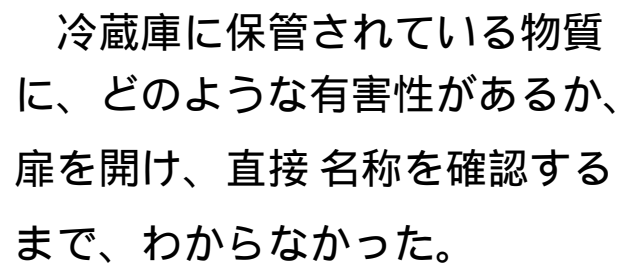 冷蔵庫に保管されている物質
に、どのような有害性があるか、
扉を開け、直接 名称を確認する
まで、わからなかった。